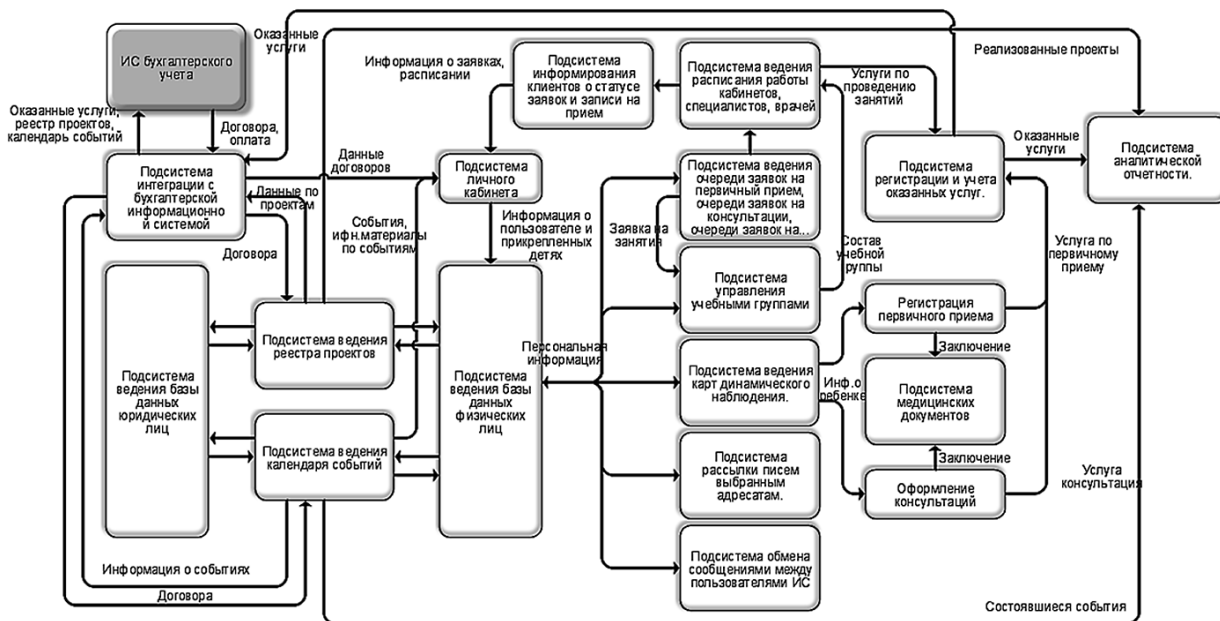 ИС бухгалтерского
учета
Оказанные
услуги
Оказанные услуги,
реестр проектов,
календарь событий
Договора,
оплата
Подсистема
интеграции с
бухгалтерской
информационно
й системой
Данные
договоров
Данные по
проектам
События,
ифн.материалы
по событиям
Договора
Информация о заявках,
расписании
Подсистема
информирования
клиентов о статусе
заявок и записи на
прием
Подсистема ведения
расписания работы
кабинетов,
специалистов, врачей
Услуги по
проведению
занятий
Реализованные проекты
Подсистема
личного
кабинета
Информация о
пользователе и
прикрепленных
детях
Подсистема ведения
очереди заявок на
первичный прием,
очереди заявок на
консультации,
очереди заявок на...
Заявка на
занятия
Состав
учебной
группы
Подсистема
регистрации и учета
оказанных услуг.
Оказанные
услуги
Подсистема
аналитической
отчетности.
Услуга по
первичному
приему
Подсистема
ведения базы
данных
юридических
лиц
Подсистема ведения
реестра проектов
Подсистема ведения
календаря событий
Подсистема
ведения базы
данных
физических
лиц
Персональная
информация
Подсистема
управления
учебными группами
Подсистема ведения
карт динамического
наблюдения.
Инф.о
ребенке
Подсистема
рассылки писем
выбранным
адресатам.
Подсистема обмена
сообщениями между
пользователями ИС
Регистрация
первичного приема
Заключение
Подсистема
медицинских
документов
Заключение
Оформление
консультаций
Услуга
консультация
Информация о событиях
Договора
Состоявшиеся события